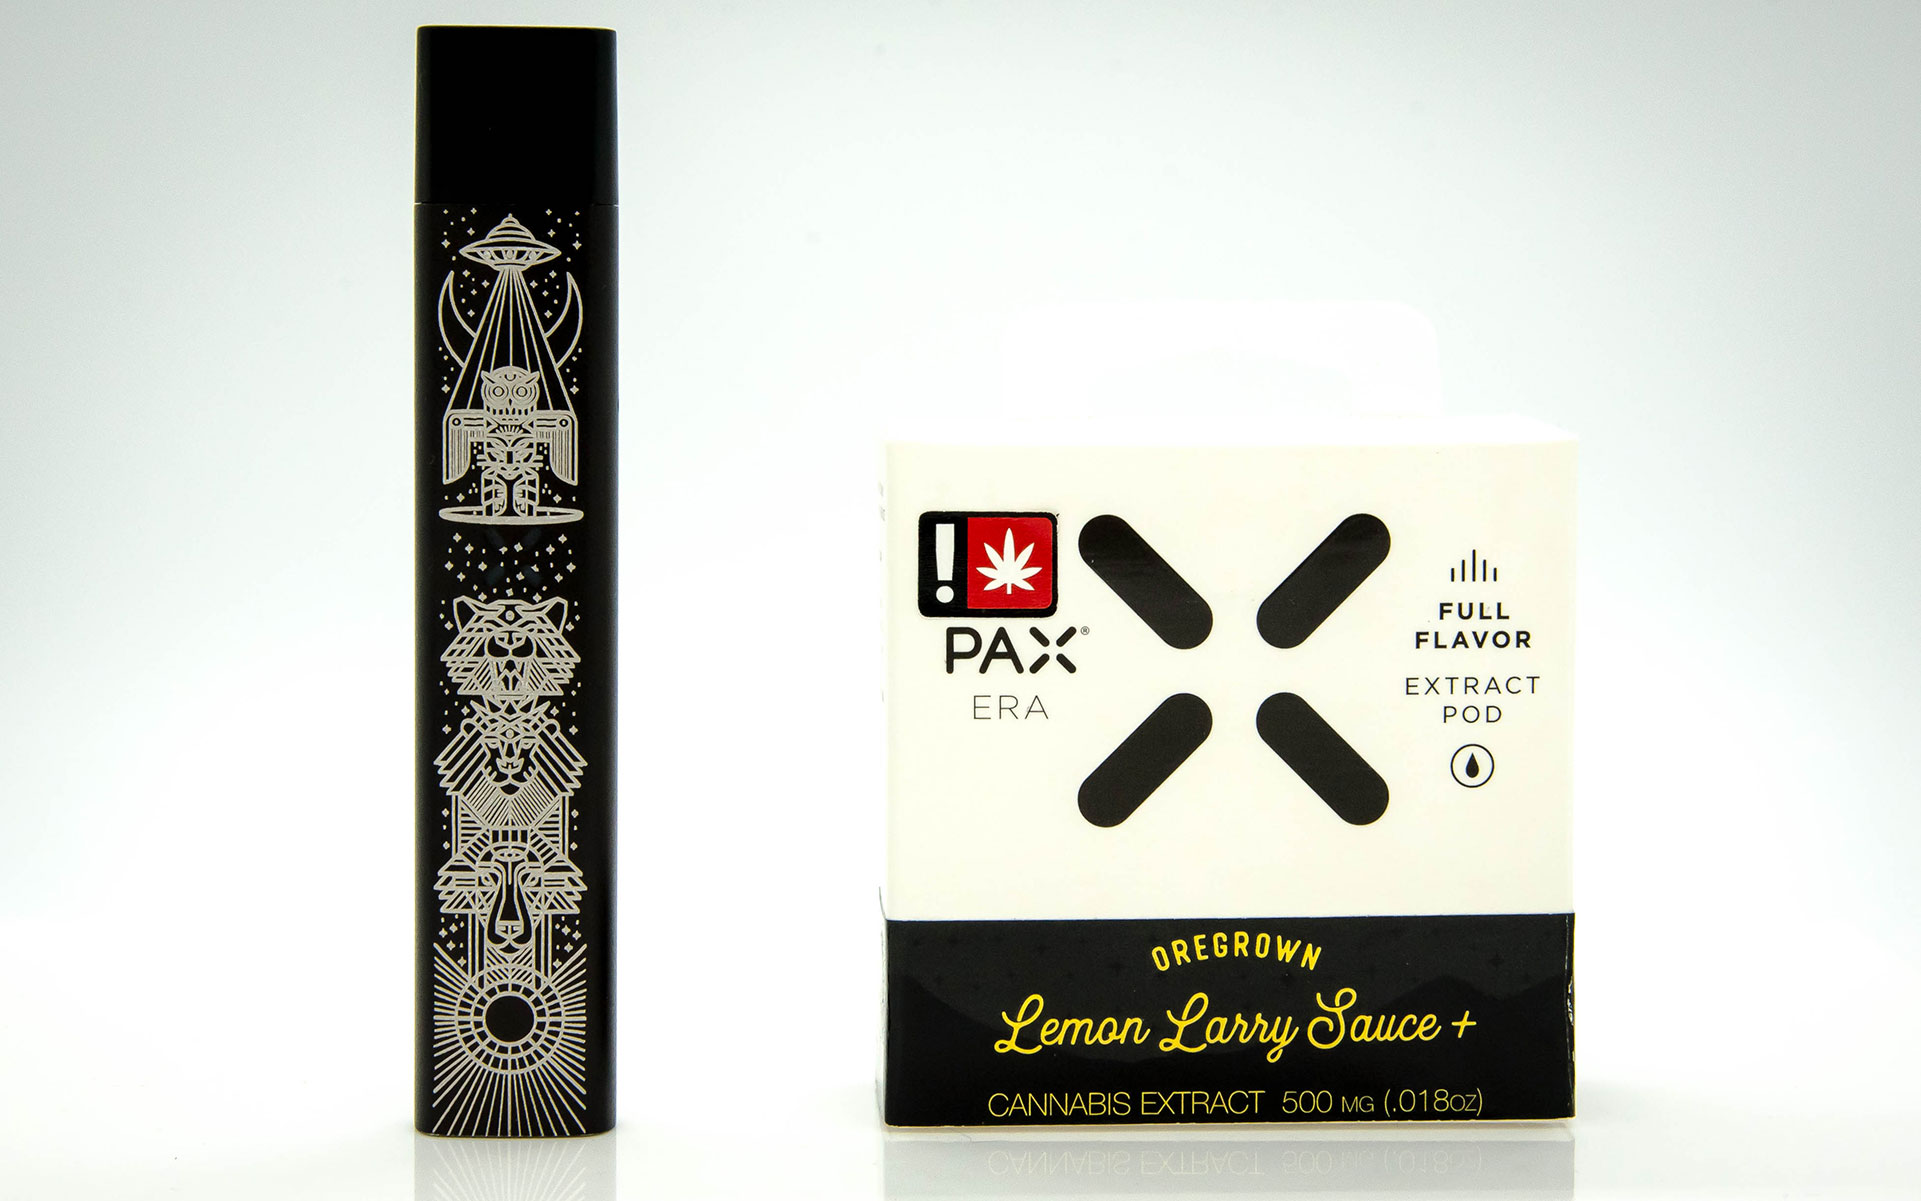 !
PAX®
ERA
FULL
FLAVOR
EXTRACT
POD
OREGROWN
Lemon Larry Sauce +
CANNABIS EXTRACT 500 MG (.018OZ)